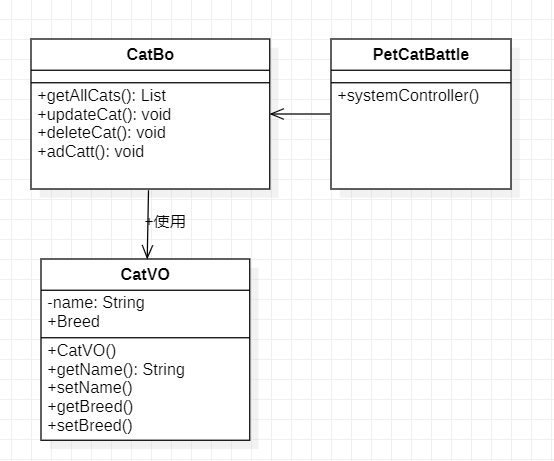 CatBo
+getAllCats(): List
+updateCat(): void
+deleteCat(): void
+adCatt(): void
PetCatBattle
+systemController()
+使用
CatVO
-name: String
+Breed
+CatVO()
+getName(): String
+setName()
+getBreed()
+setBreed()